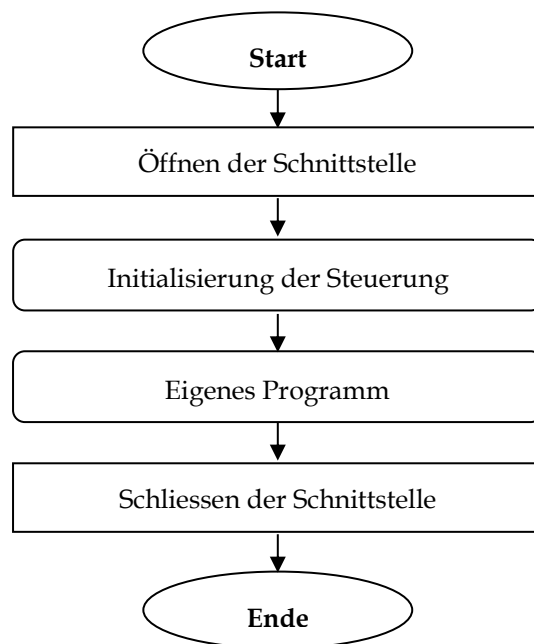 Start
Öffnen der Schnittstelle
Initialisierung der Steuerung
Eigenes Programm
Schliessen der Schnittstelle
Ende